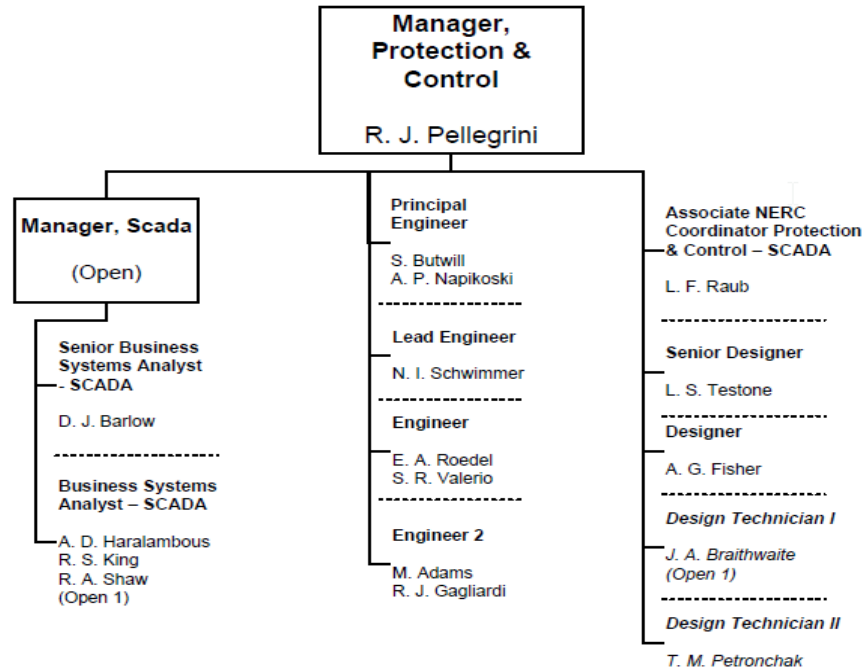 Manager,
Protection &
Control
R. J. Pellegrini
Manager, Scada
(Open)
Senior Business
Systems Analyst
- SCADA
D. J. Barlow
Business Systems
Analyst – SCADA
A. D. Haralambous
R. S. King
R. A. Shaw
(Open 1)
Principal
Engineer
S. Butwill
A. P. Napikoski
Lead Engineer
N. I. Schwimmer
Engineer
E. A. Roedel
S. R. Valerio
Engineer 2
M. Adams
R. J. Gagliardi
Associate NERC
Coordinator Protection
& Control – SCADA
L. F. Raub
Senior Designer
L. S. Testone
Designer
A. G. Fisher
Design Technician I
J. A. Braithwaite
(Open 1)
Design Technician II
T. M. Petronchak